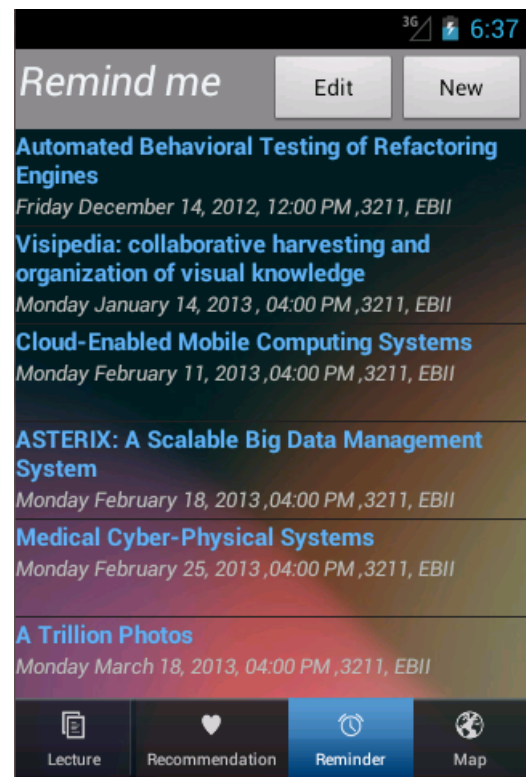 3G 6:37
Remind me Edit New
Automated Behavioral Testing of Refactoring
Engines
Friday December 14, 2012, 12:00 PM ,3211, EBII
Visipedia: collaborative harvesting and
organization of visual knowledge
Monday January 14, 2013 , 04:00 PM ,3211, EBII
Cloud-Enabled Mobile Computing Systems
Monday February 11, 2013 ,04:00 PM ,3211, EBII
ASTERIX: A Scalable Big Data Management
System
Monday February 18, 2013 ,04:00 PM ,3211, EBII
Medical Cyber-Physical Systems
Monday February 25, 2013 ,04:00 PM ,3211, EBII
A Trillion Photos
Monday March 18, 2013, 04:00 PM ,3211, EBII
Lecture Recommendation Reminder Map